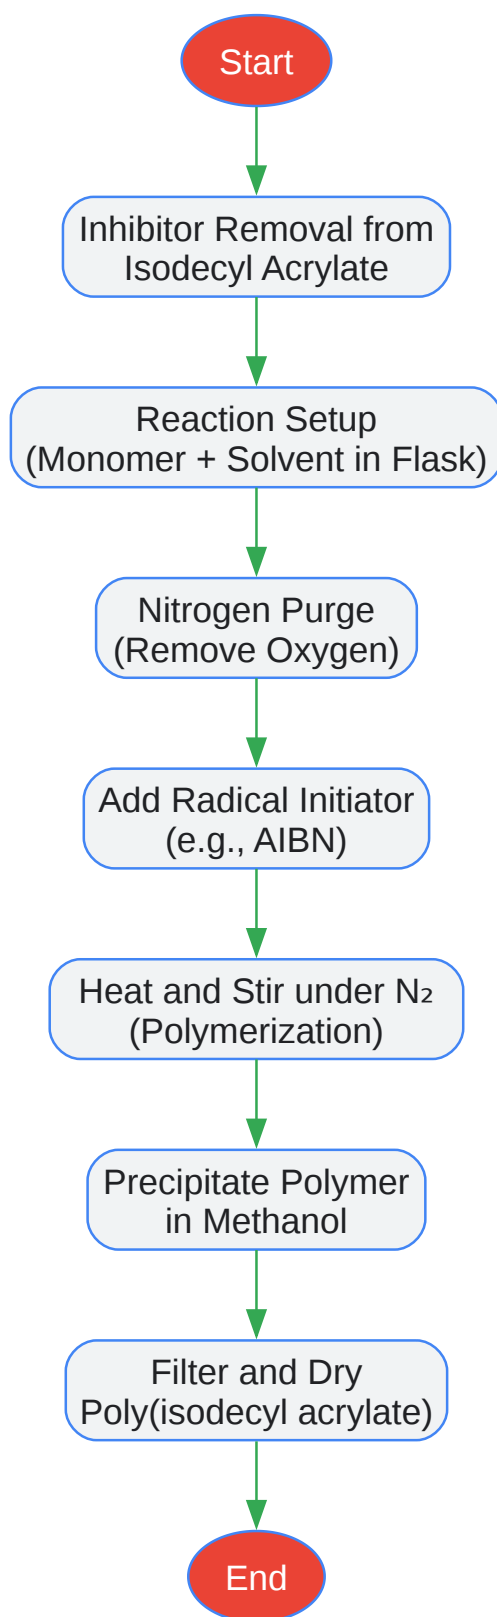 Start
Inhibitor Removal from
Isodecyl Acrylate
Reaction Setup
(Monomer + Solvent in Flask)
Nitrogen Purge
(Remove Oxygen)
Add Radical Initiator
(e.g., AIBN)
Heat and Stir under N₂
(Polymerization)
Precipitate Polymer
in Methanol
Filter and Dry
Poly(isodecyl acrylate)
End